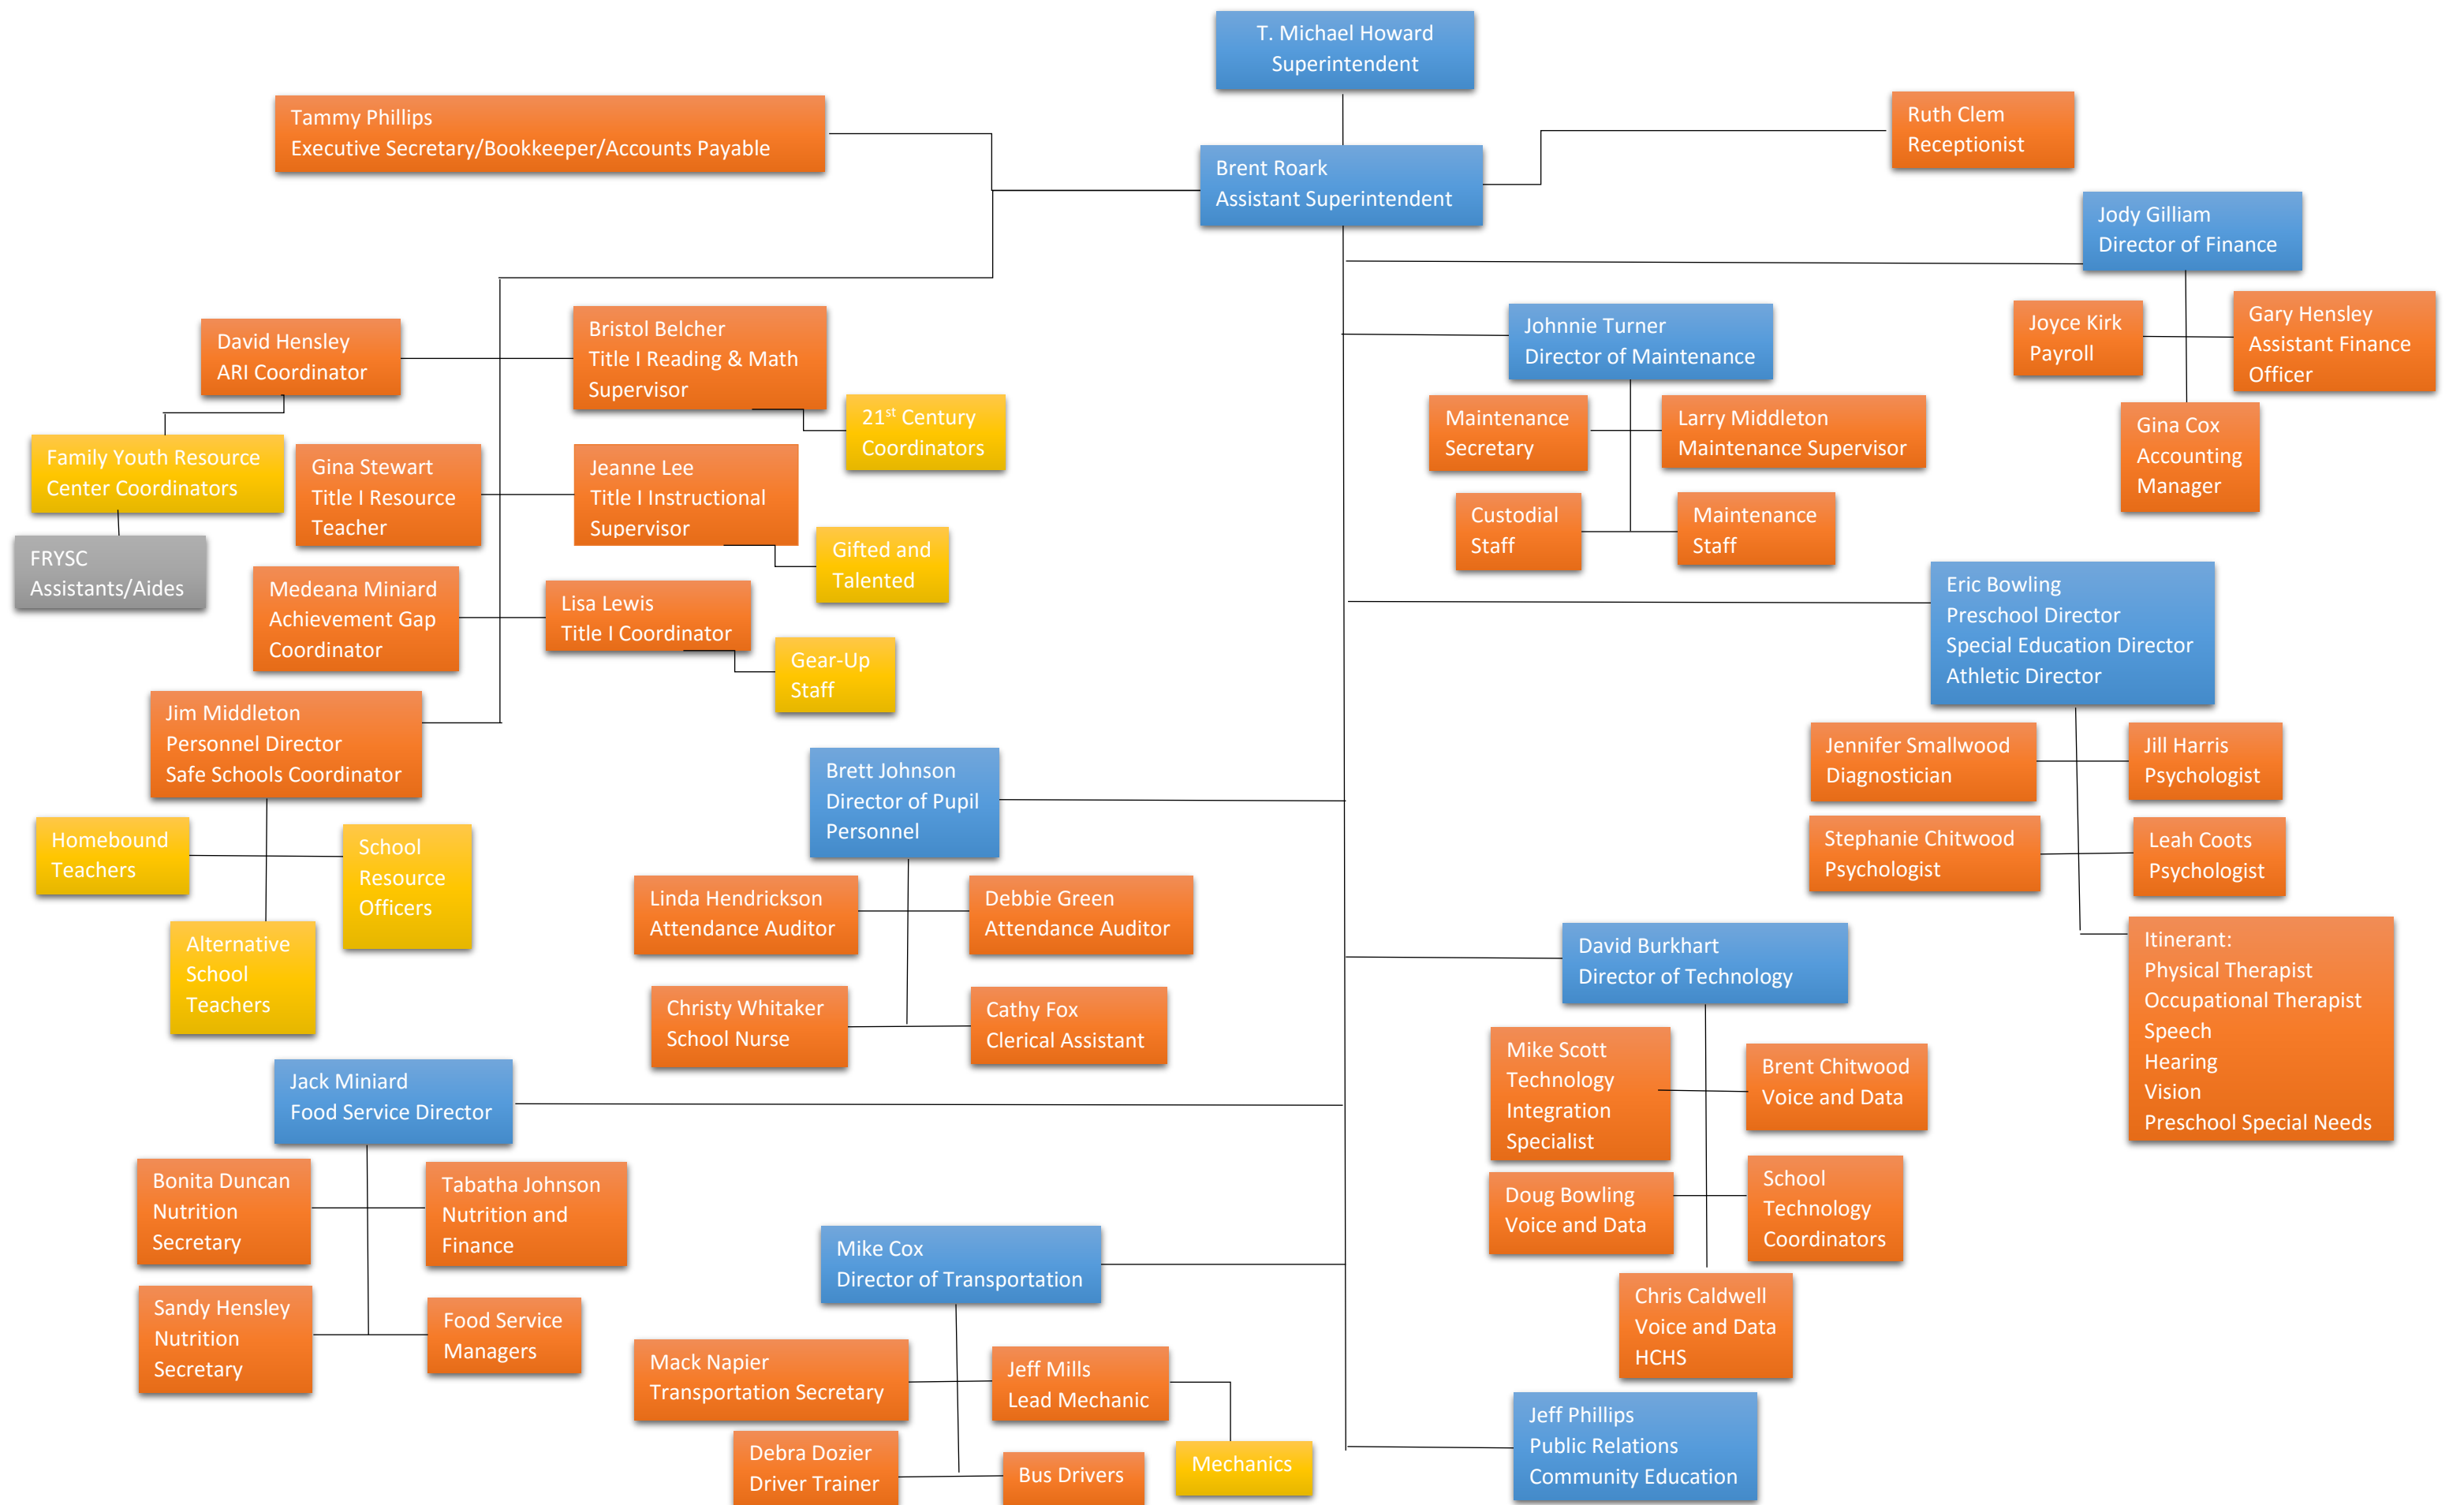 T. Michael Howard
Superintendent
Tammy Phillips
Executive Secretary/Bookkeeper/Accounts Payable
Ruth Clem
Receptionist
Brent Roark
Assistant Superintendent
Jody Gilliam
Director of Finance
Joyce Kirk
Payroll
Gary Hensley
Assistant Finance
Officer
Gina Cox
Accounting
Manager
Johnnie Turner
Director of Maintenance
Maintenance
Secretary
Larry Middleton
Maintenance Supervisor
Custodial
Staff
Maintenance
Staff
David Hensley
ARI Coordinator
Bristol Belcher
Title I Reading & Math
Supervisor
21st Century
Coordinators
Family Youth Resource
Center Coordinators
FRYSC
Assistants/Aides
Gina Stewart
Title I Resource
Teacher
Jeanne Lee
Title I Instructional
Supervisor
Gifted and
Talented
Medeana Miniard
Achievement Gap
Coordinator
Lisa Lewis
Title I Coordinator
Gear-Up
Staff
Jim Middleton
Personnel Director
Safe Schools Coordinator
Homebound
Teachers
School
Resource
Officers
Alternative
School
Teachers
Eric Bowling
Preschool Director
Special Education Director
Athletic Director
Jennifer Smallwood
Diagnostician
Jill Harris
Psychologist
Stephanie Chitwood
Psychologist
Leah Coots
Psychologist
Itinerant:
Physical Therapist
Occupational Therapist
Speech
Hearing
Vision
Preschool Special Needs
Brett Johnson
Director of Pupil
Personnel
Linda Hendrickson
Attendance Auditor
Debbie Green
Attendance Auditor
Christy Whitaker
School Nurse
Cathy Fox
Clerical Assistant
David Burkhart
Director of Technology
Mike Scott
Technology
Integration
Specialist
Brent Chitwood
Voice and Data
Doug Bowling
Voice and Data
School
Technology
Coordinators
Chris Caldwell
Voice and Data
HCHS
Jack Miniard
Food Service Director
Bonita Duncan
Nutrition
Secretary
Tabatha Johnson
Nutrition and
Finance
Sandy Hensley
Nutrition
Secretary
Food Service
Managers
Mike Cox
Director of Transportation
Mack Napier
Transportation Secretary
Jeff Mills
Lead Mechanic
Debra Dozier
Driver Trainer
Bus Drivers
Mechanics
Jeff Phillips
Public Relations
Community Education